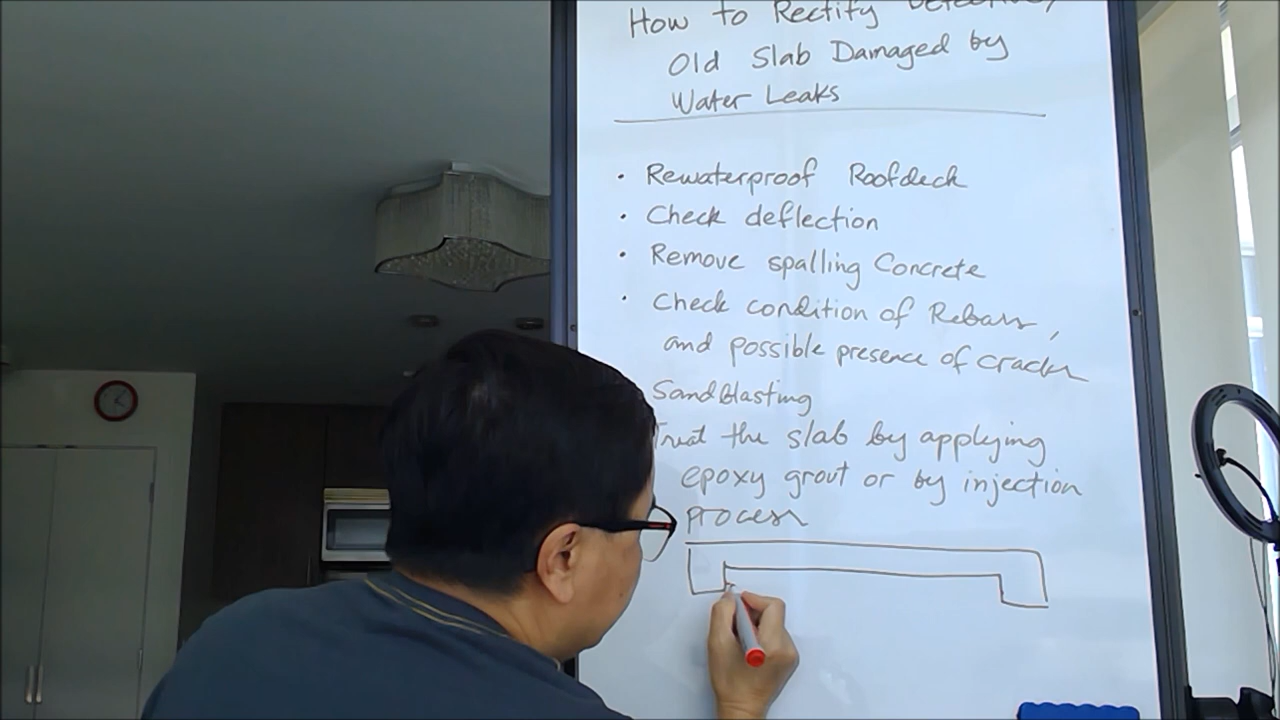 How to Rectify Defective,
Old Slab Damaged by
Water Leaks
• Rewaterproof Roofdeck
• Check deflection
• Remove spalling Concrete
• Check condition of Rebars,
and possible presence of cracks
Sandblasting
Treat the slab by applying
epoxy grout or by injection
process